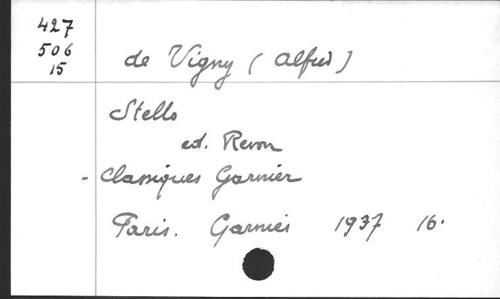 427
506
15
de Vigny (Alfred)
Stello
ed. Revon
- Classiques Garnier
Paris. Garnier 1937 16.